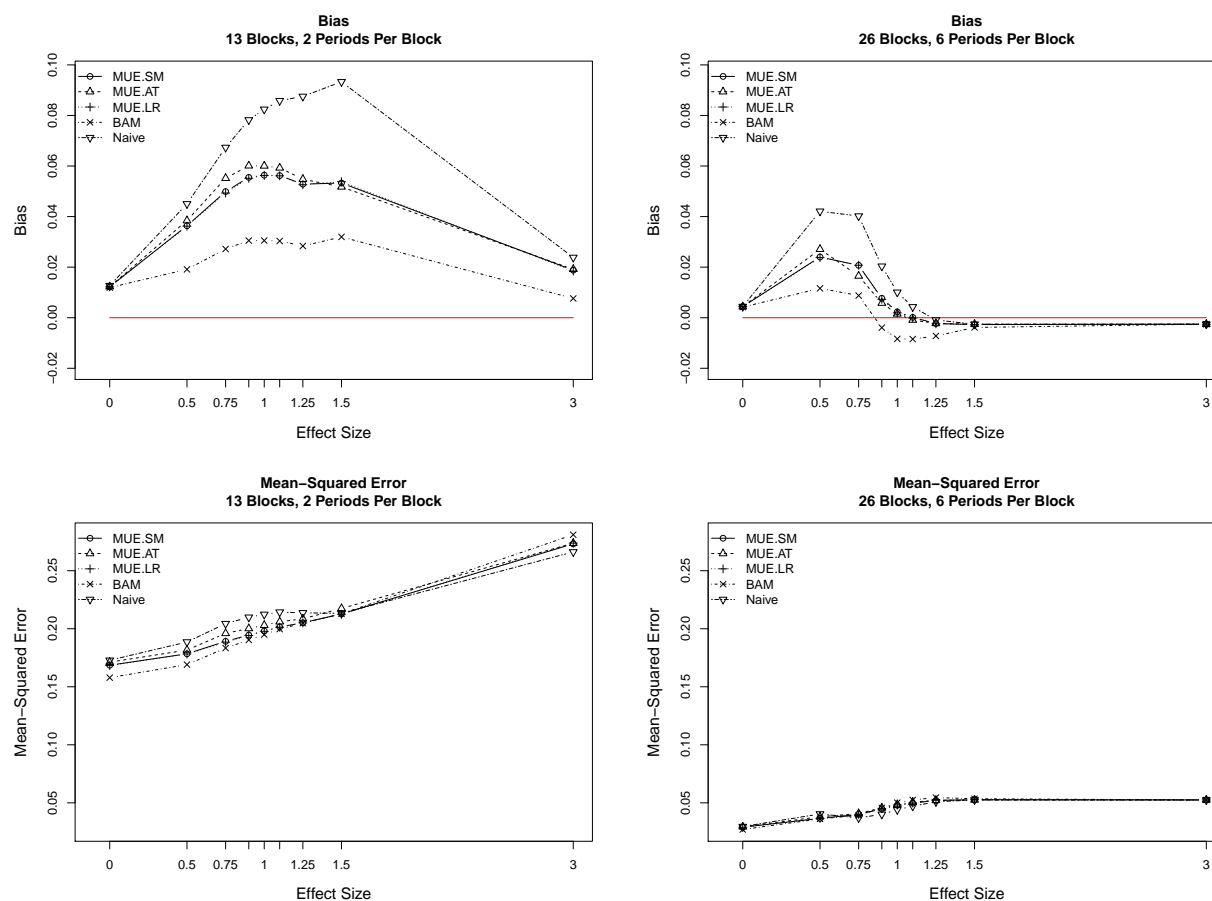 Bias
13 Blocks, 2 Periods Per Block
MUE.SM
MUE.AT
MUE.LR
BAM
Naive
Bias
0.10
0.08
0.06
0.04
0.02
0.00
−0.02
0 0.5 0.75 1 1.25 1.5 3
Effect Size
Bias
26 Blocks, 6 Periods Per Block
MUE.SM
MUE.AT
MUE.LR
BAM
Naive
Bias
0.10
0.08
0.06
0.04
0.02
0.00
−0.02
0 0.5 0.75 1 1.25 1.5 3
Effect Size
Mean−Squared Error
13 Blocks, 2 Periods Per Block
MUE.SM
MUE.AT
MUE.LR
BAM
Naive
Mean−Squared Error
0.25
0.20
0.15
0.10
0.05
0 0.5 0.75 1 1.25 1.5 3
Effect Size
Mean−Squared Error
26 Blocks, 6 Periods Per Block
MUE.SM
MUE.AT
MUE.LR
BAM
Naive
Mean−Squared Error
0.25
0.20
0.15
0.10
0.05
0 0.5 0.75 1 1.25 1.5 3
Effect Size